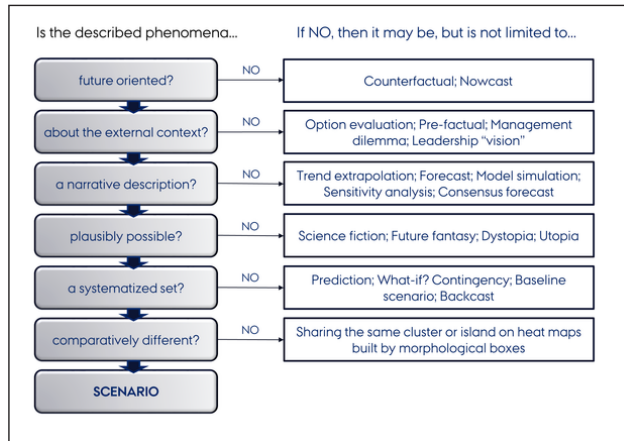 Is the described phenomena...
If NO, then it may be, but is not limited to...
future oriented?
NO
Counterfactual; Nowcast
about the external context?
NO
Option evaluation; Pre-factual; Management
dilemma; Leadership “vision”
a narrative description?
NO
Trend extrapolation; Forecast; Model simulation;
Sensitivity analysis; Consensus forecast
plausibly possible?
NO
Science fiction; Future fantasy; Dystopia; Utopia
a systematized set?
NO
Prediction; What-if? Contingency; Baseline
scenario; Backcast
comparatively different?
NO
Sharing the same cluster or island on heat maps
built by morphological boxes
SCENARIO